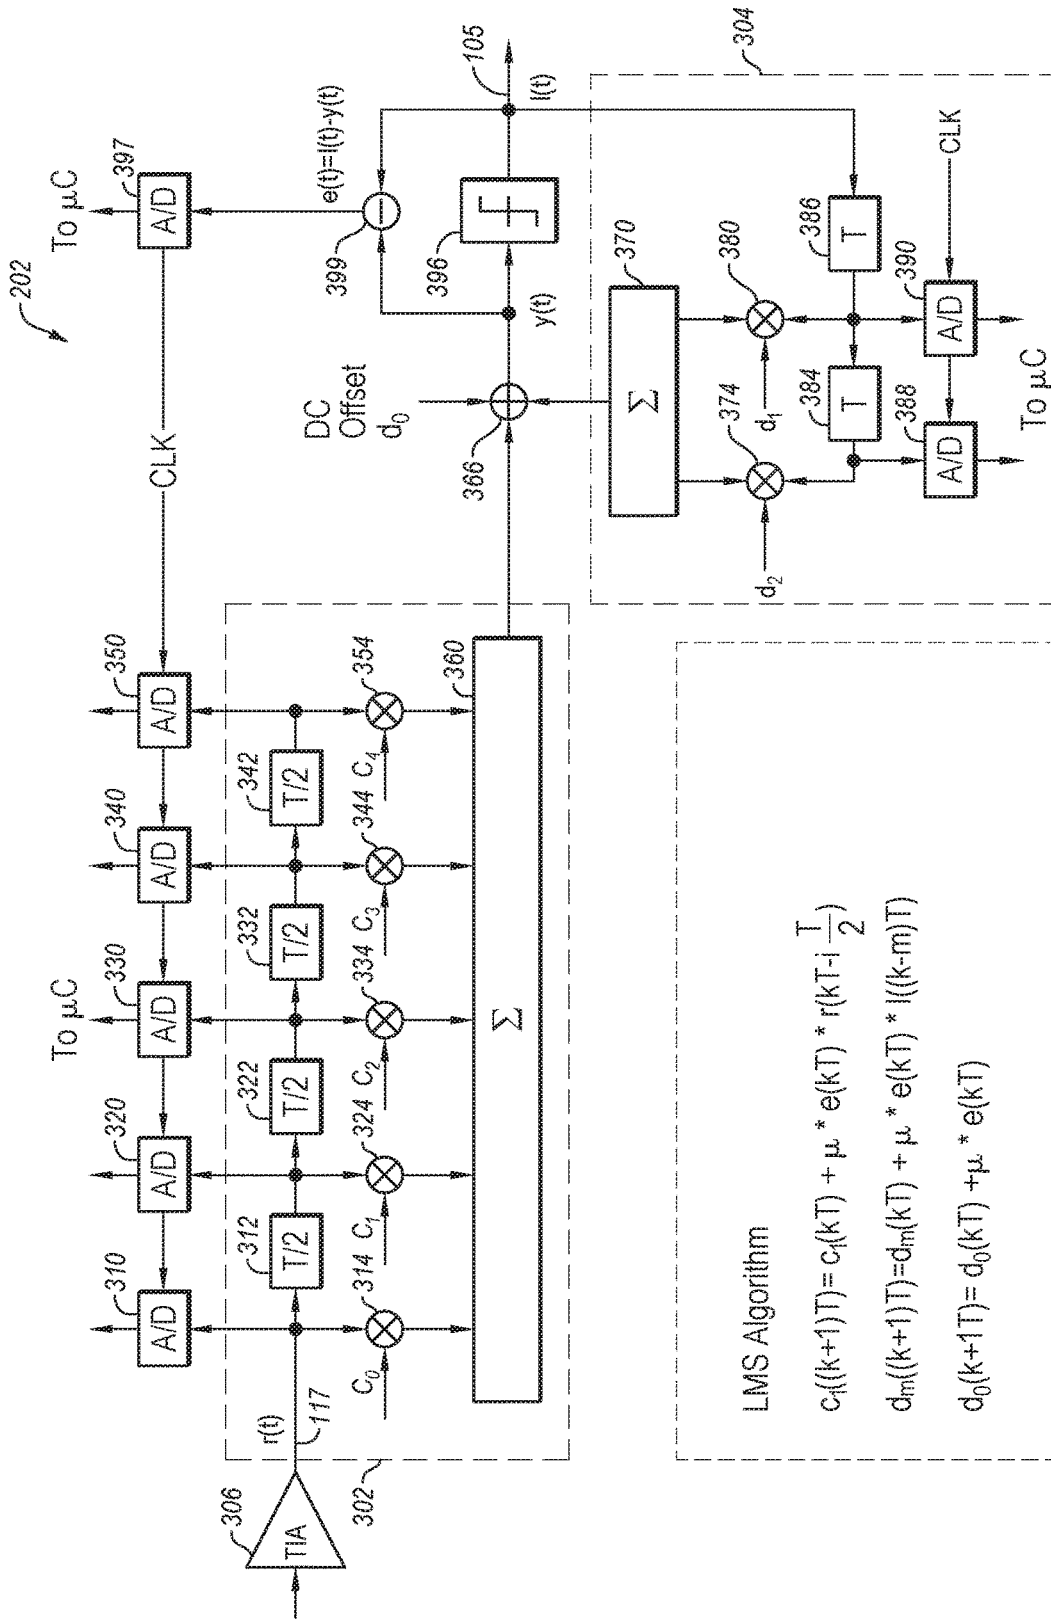 202
To μC
To μC
310
320
330
340
350
397
A/D
A/D
A/D
A/D
A/D
CLK
A/D
306
TIA
r(t)
117
302
312
T/2
322
T/2
332
T/2
342
T/2
C₀
314
C₁
324
C₂
334
C₃
344
C₄
354
360
Σ
DC
Offset
d₀
366
399
e(t)=I(t)-y(t)
396
y(t)
105
I(t)
304
370
Σ
374
380
d₂
d₁
384
T
386
T
388
A/D
390
A/D
CLK
To μC
LMS Algorithm
cᵢ((k+1)T)= cᵢ(kT) + μ * e(kT) * r(kT-i T/2)
dₘ((k+1)T)=dₘ(kT) + μ * e(kT) * I((k-m)T)
d₀(k+1T)= d₀(kT) +μ * e(kT)